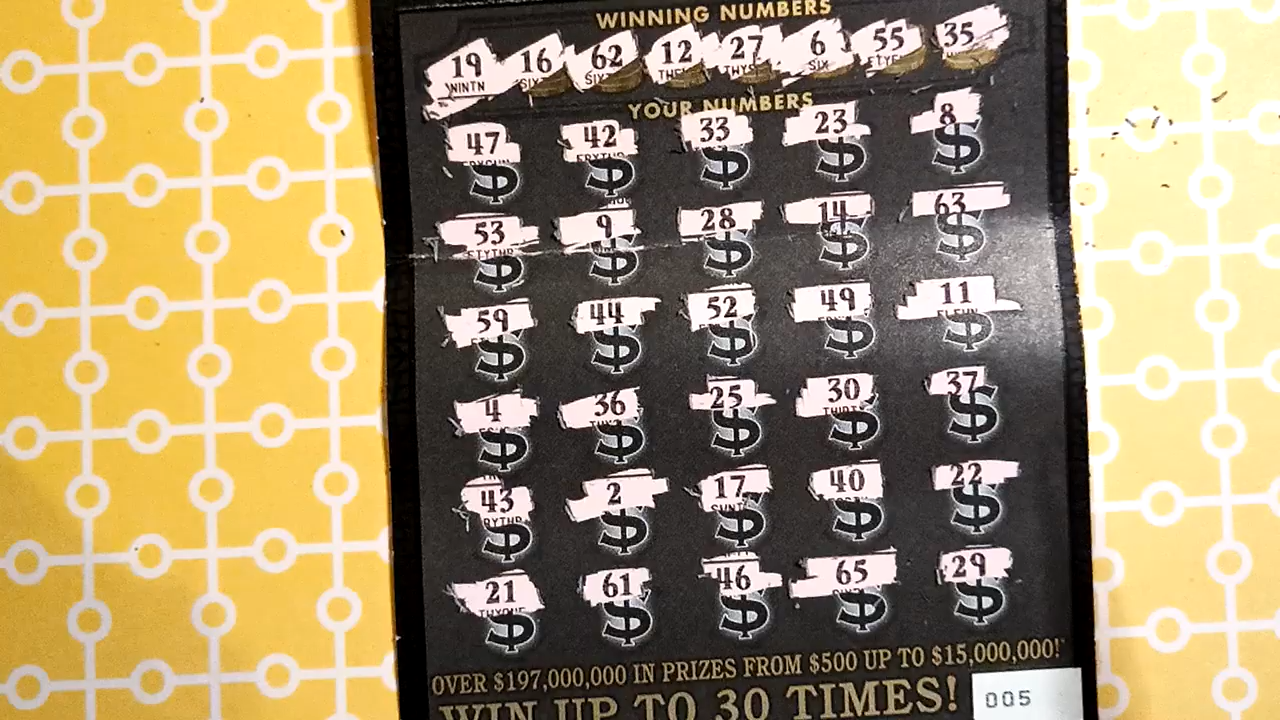 WINNING NUMBERS
19 16 62 12 27 6 55 35
NINTN SIX
YOUR NUMBERS
47 42 33 23 8
$ $ $ $ $
53 9 28 14 63
$ $ $ $ $
59 44 52 49 11
$ $ $ $ $
4 36 25 30 37
$ $ $ $ $
43 2 17 40 22
$ $ $ $ $
21 61 46 65 29
$ $ $ $ $
OVER $197,000,000 IN PRIZES FROM $500 UP TO $15,000,000!
WIN UP TO 30 TIMES!
005